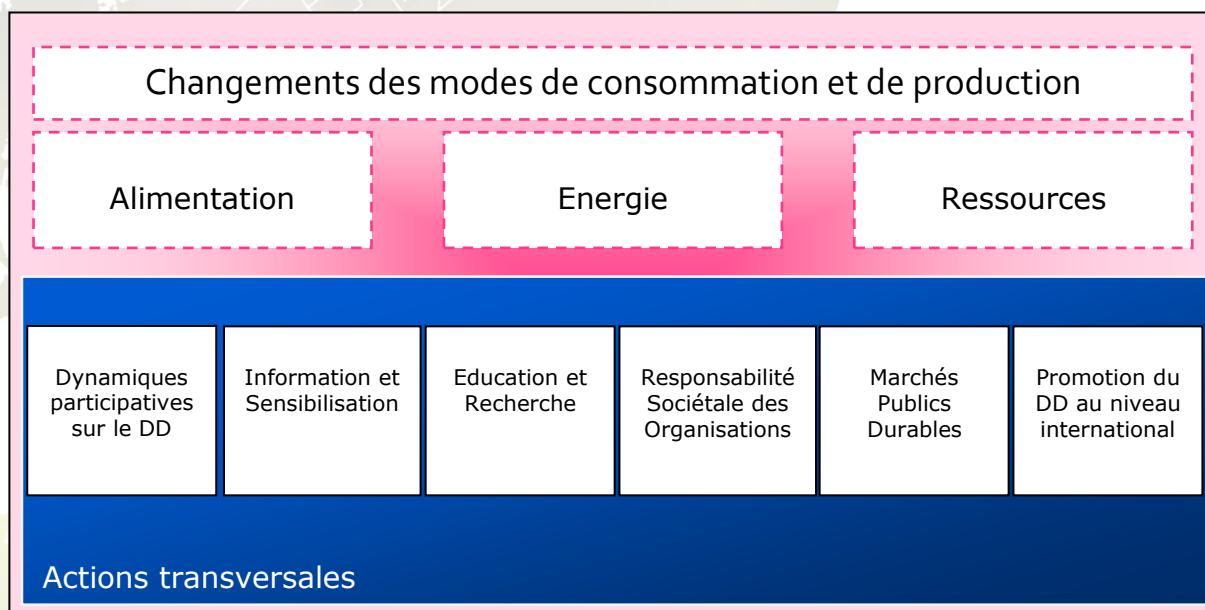 Changements des modes de consommation et de production
Alimentation
Energie
Ressources
Dynamiques
participatives
sur le DD
Information et
Sensibilisation
Education et
Recherche
Responsabilité
Sociétale des
Organisations
Marchés
Publics
Durables
Promotion du
DD au niveau
international
Actions transversales